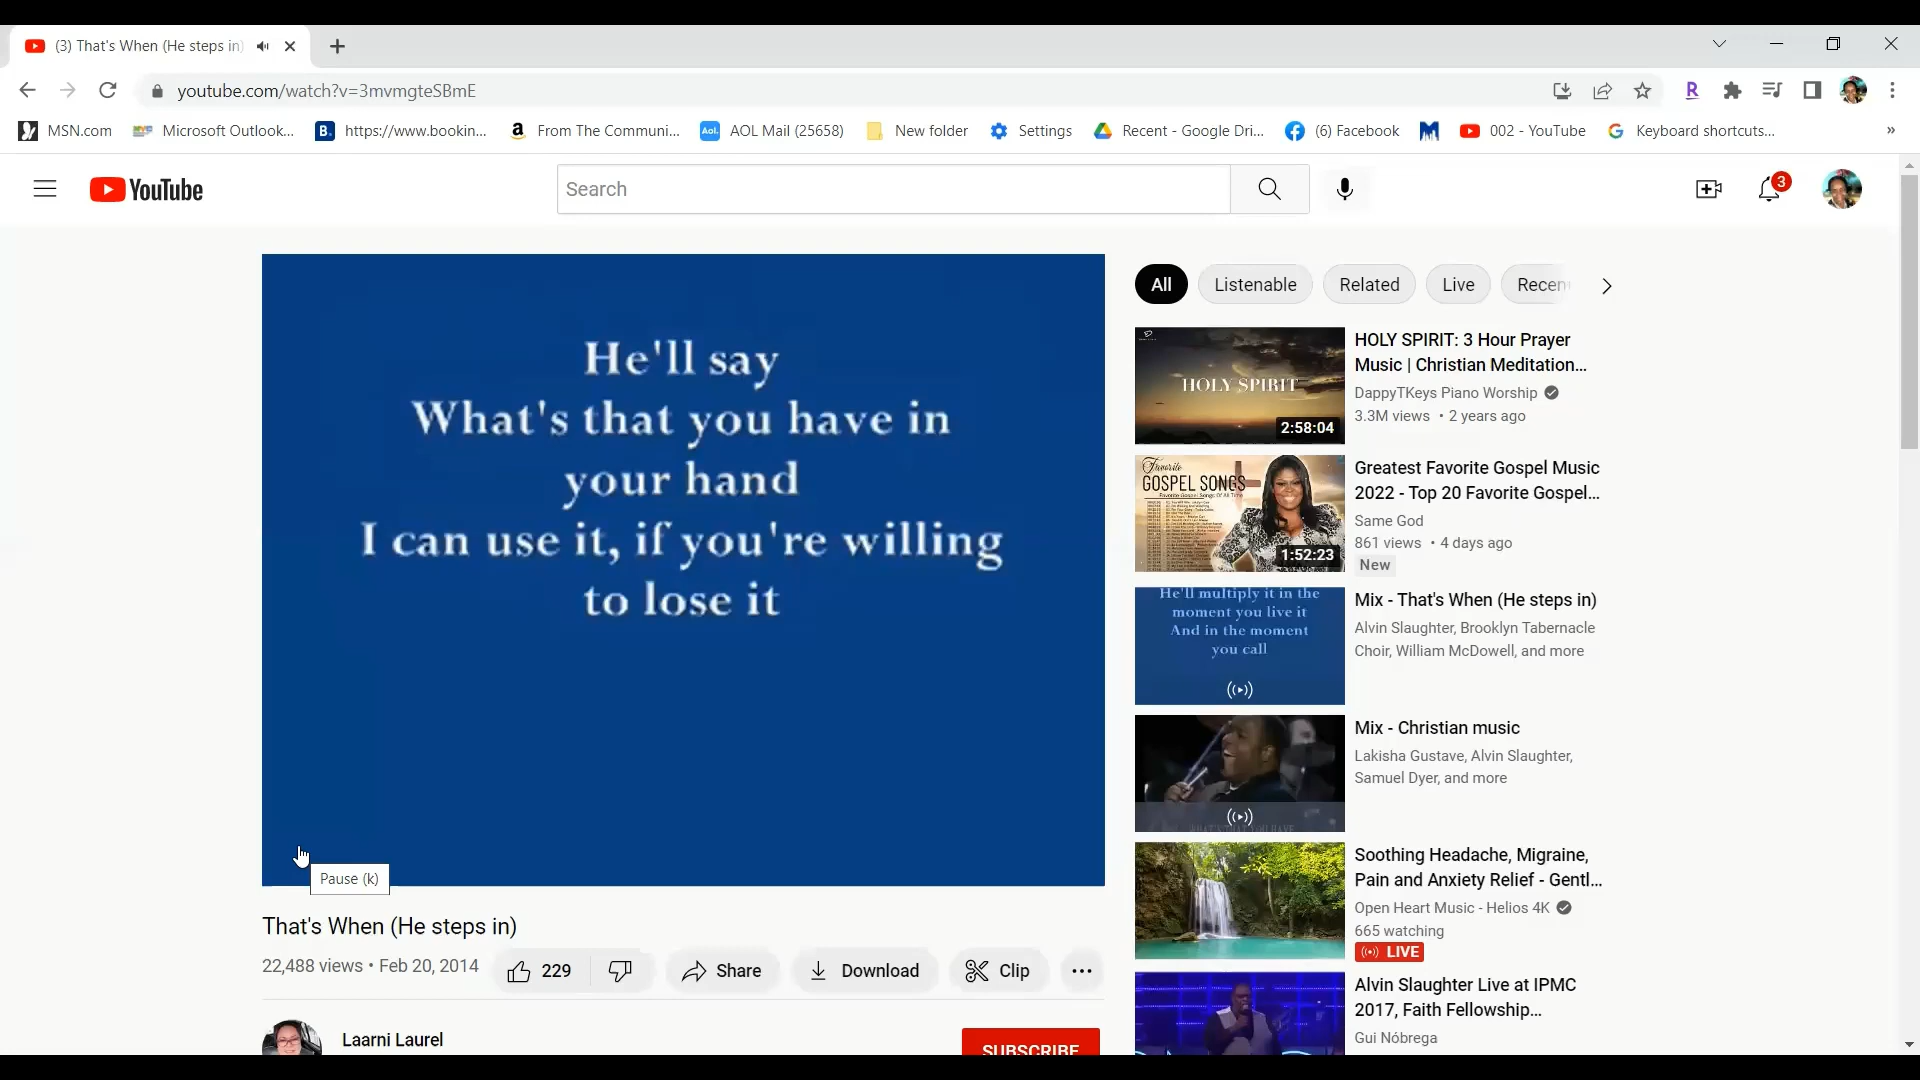 (3) That's When (He steps in)
youtube.com/watch?v=3mvmgteSBmE
R
MSN.com
Microsoft Outlook...
B.
https://www.bookin...
a
From The Communi...
Aol.
AOL Mail (25658)
New folder
Settings
Recent - Google Dri...
(6) Facebook
002 - YouTube
Keyboard shortcuts...
»
YouTube
Search
3
He'll say
What's that you have in
your hand
I can use it, if you're willing
to lose it
Pause (k)
That's When (He steps in)
22,488 views • Feb 20, 2014
229
Share
Download
Clip
Laarni Laurel
SUBSCRIBE
All
Listenable
Related
Live
Recen
HOLY SPIRIT
2:58:04
HOLY SPIRIT: 3 Hour Prayer
Music | Christian Meditation...
DappyTKeys Piano Worship
3.3M views • 2 years ago
Favorite
GOSPEL SONGS
Favorite Gospel Songs Of All Time
1:52:23
Greatest Favorite Gospel Music
2022 - Top 20 Favorite Gospel...
Same God
861 views • 4 days ago
New
He'll multiply it in the
moment you live it
And in the moment
you call
Mix - That's When (He steps in)
Alvin Slaughter, Brooklyn Tabernacle
Choir, William McDowell, and more
Mix - Christian music
Lakisha Gustave, Alvin Slaughter,
Samuel Dyer, and more
Soothing Headache, Migraine,
Pain and Anxiety Relief - Gentl...
Open Heart Music - Helios 4K
665 watching
LIVE
Alvin Slaughter Live at IPMC
2017, Faith Fellowship...
Gui Nóbrega